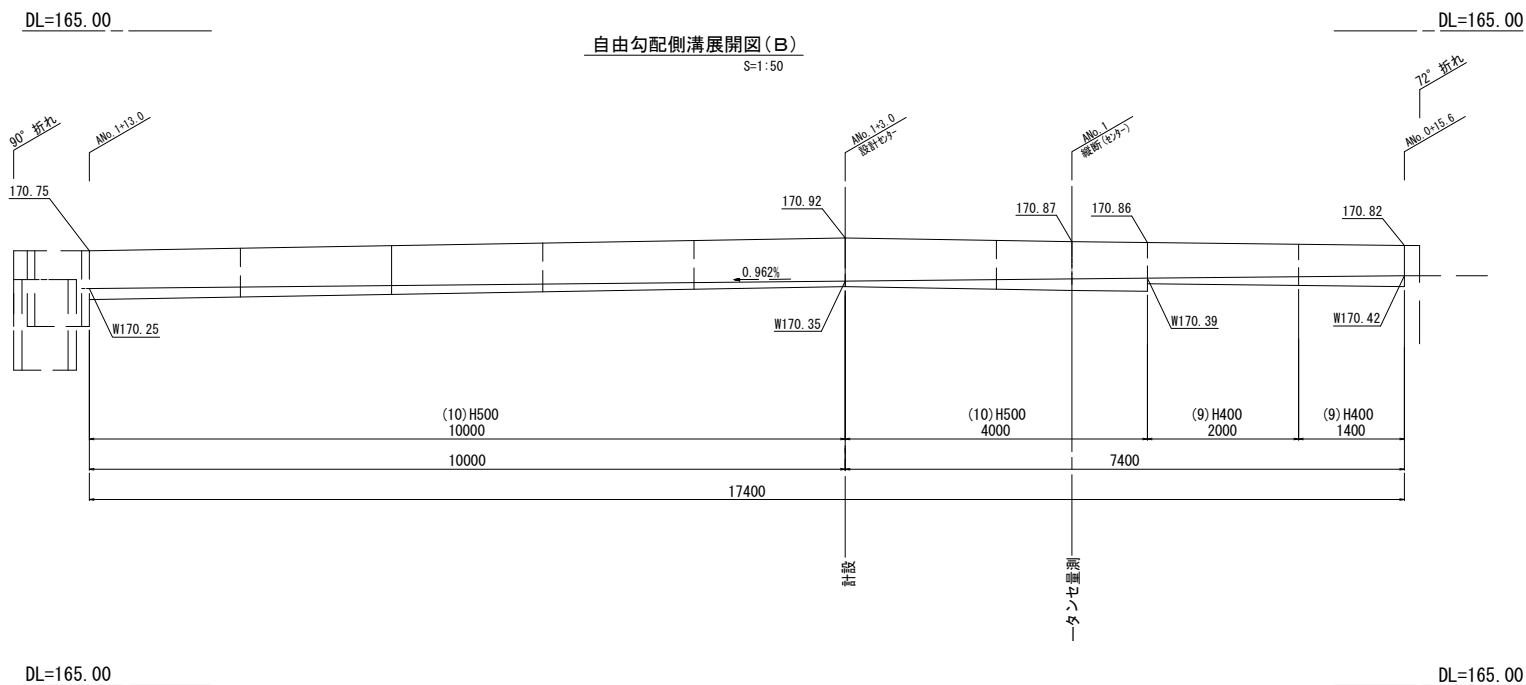 DL=165.00
DL=165.00
自由勾配側溝展開図(B)
S=1:50
90° 折れ
ANo.1+13.0
ANo.1+3.0
設計センター
ANo.1
縦断(センター)
72° 折れ
ANo.0+15.6
170.75
170.92
170.87
170.86
170.82
0.962%
W170.25
W170.35
W170.39
W170.42
(10)H500
(10)H500
(9)H400
(9)H400
10000
4000
2000
1400
10000
7400
17400
計設
ータンセ量測
DL=165.00
DL=165.00